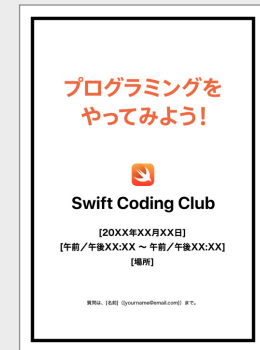 プログラミングを
やってみよう！
Swift Coding Club
[20XX年XX月XX日]
[午前／午後XX:XX ～ 午前／午後XX:XX]
[場所]
質問は、[名前]（[yourname@email.com]）まで。